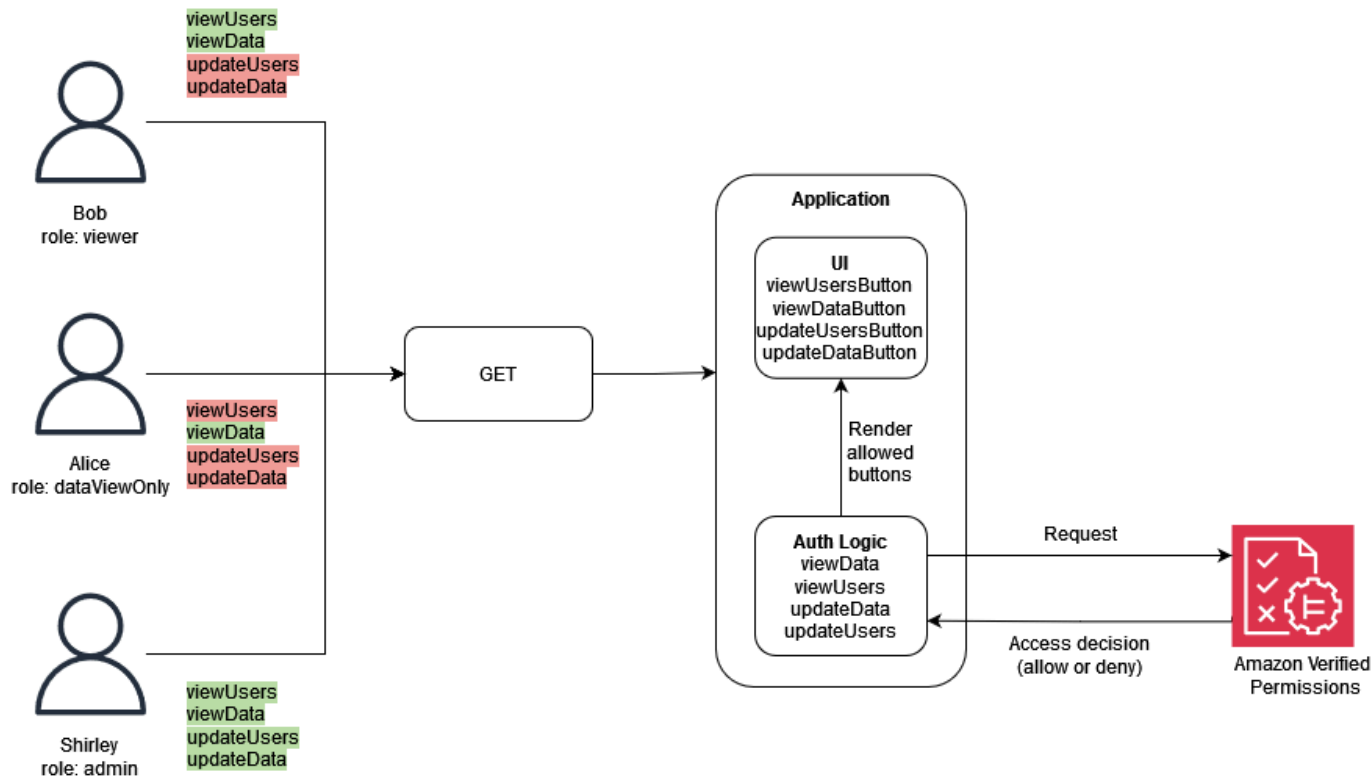 viewUsers
viewData
updateUsers
updateData
Bob
role: viewer
viewUsers
viewData
updateUsers
updateData
Alice
role: dataViewOnly
viewUsers
viewData
updateUsers
updateData
Shirley
role: admin
GET
Application
UI
viewUsersButton
viewDataButton
updateUsersButton
updateDataButton
Render
allowed
buttons
Auth Logic
viewData
viewUsers
updateData
updateUsers
Request
Access decision
(allow or deny)
Amazon Verified
Permissions